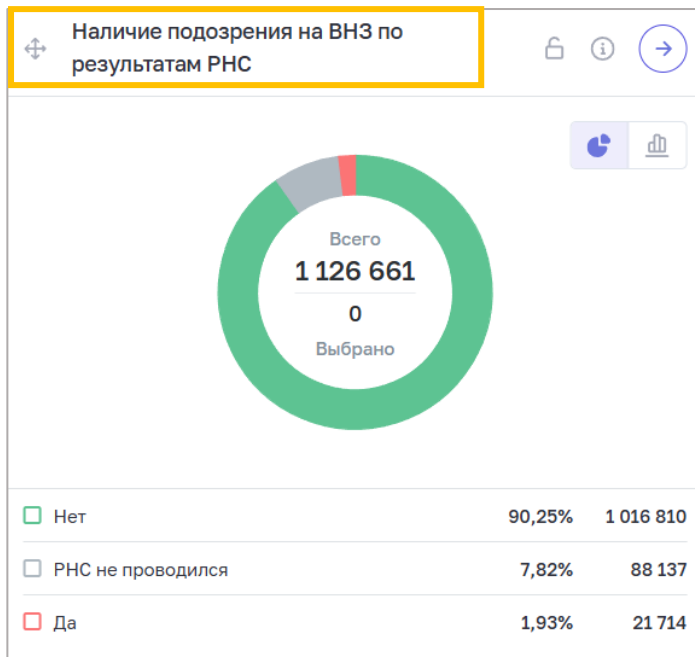 Наличие подозрения на ВНЗ по
результатам РНС
Всего
1 126 661
0
Выбрано
Нет 90,25% 1 016 810
РНС не проводился 7,82% 88 137
Да 1,93% 21 714